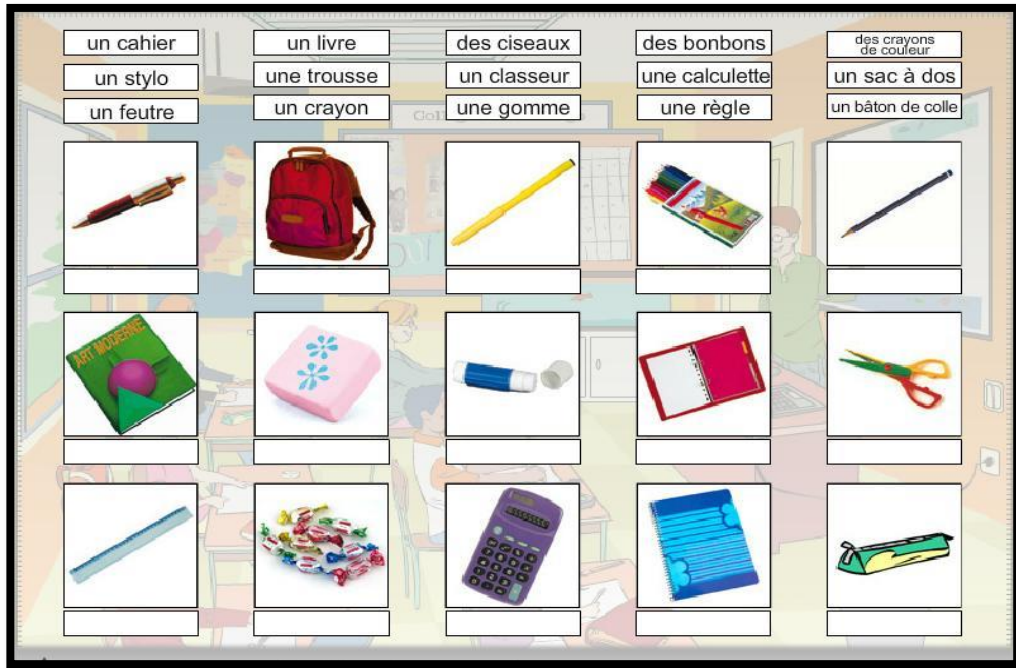 un cahier
un livre
des ciseaux
des bonbons
des crayons
de couleur
un stylo
une trousse
un classeur
une calculette
un sac à dos
un feutre
un crayon
une gomme
une règle
un bâton de colle
ART MODERNE